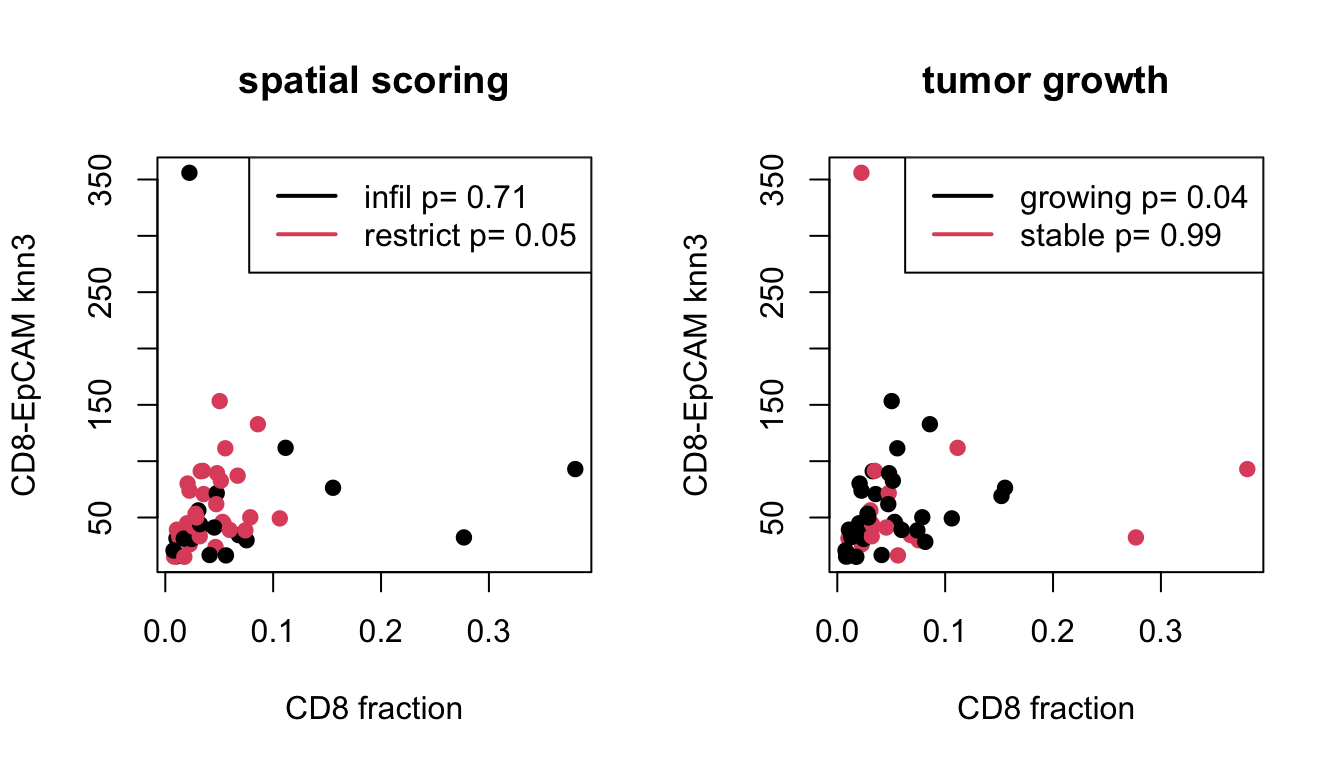 spatial scoring
CD8-EpCAM knn3
350
250
150
50
infil p= 0.71
restrict p= 0.05
0.0 0.1 0.2 0.3
CD8 fraction
tumor growth
CD8-EpCAM knn3
350
250
150
50
growing p= 0.04
stable p= 0.99
0.0 0.1 0.2 0.3
CD8 fraction